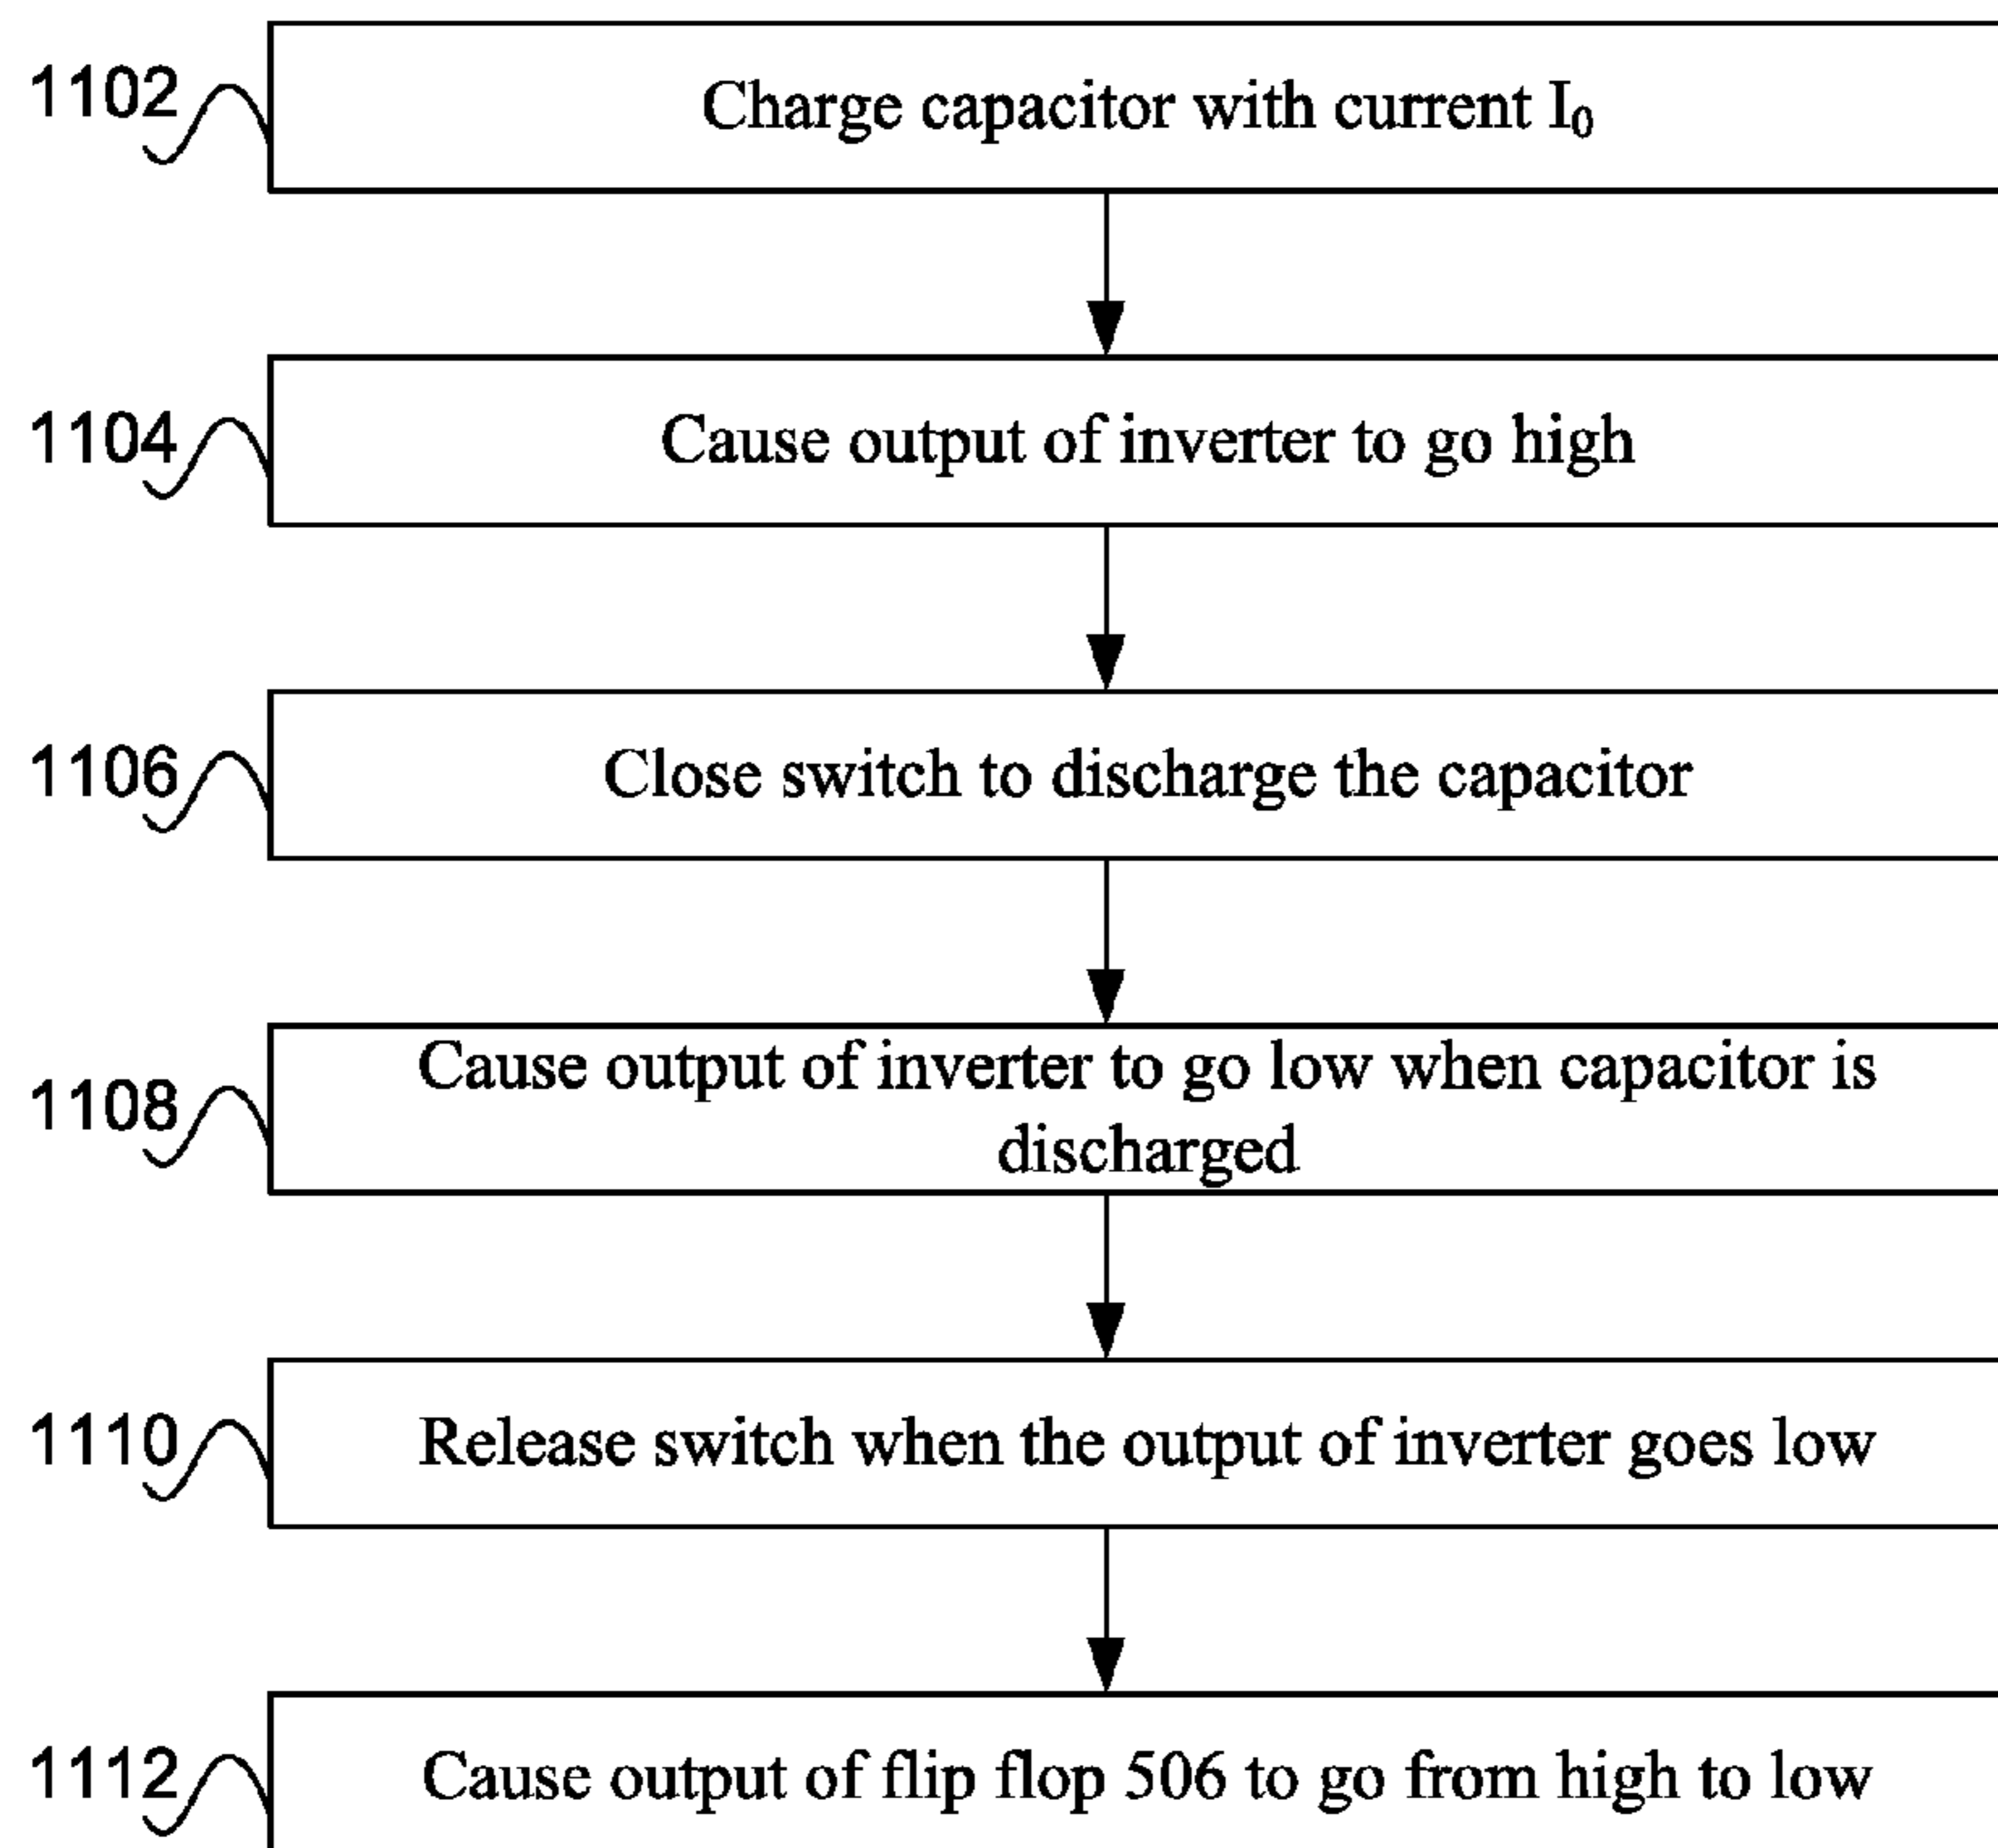 1102
Charge capacitor with current I₀
1104
Cause output of inverter to go high
1106
Close switch to discharge the capacitor
1108
Cause output of inverter to go low when capacitor is
discharged
1110
Release switch when the output of inverter goes low
1112
Cause output of flip flop 506 to go from high to low